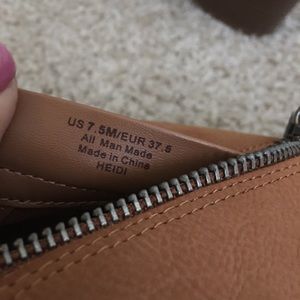 US 7.5M/EUR 37.5
All Man Made
Made in China
HEIDI